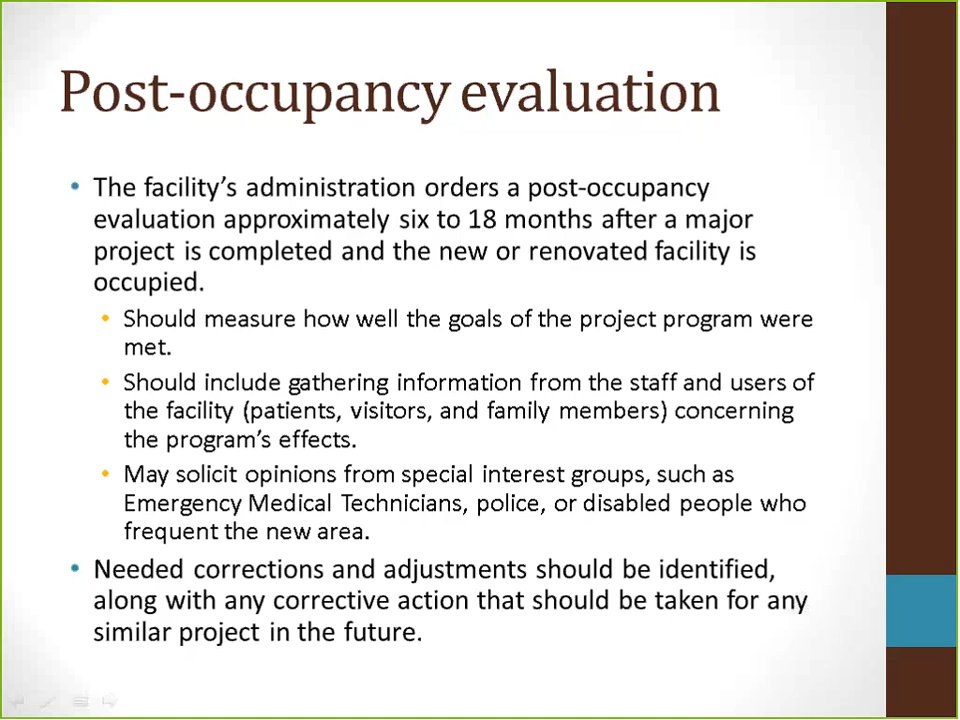 Post-occupancy evaluation
• The facility’s administration orders a post-occupancy
evaluation approximately six to 18 months after a major
project is completed and the new or renovated facility is
occupied.
• Should measure how well the goals of the project program were
met.
• Should include gathering information from the staff and users of
the facility (patients, visitors, and family members) concerning
the program’s effects.
• May solicit opinions from special interest groups, such as
Emergency Medical Technicians, police, or disabled people who
frequent the new area.
• Needed corrections and adjustments should be identified,
along with any corrective action that should be taken for any
similar project in the future.